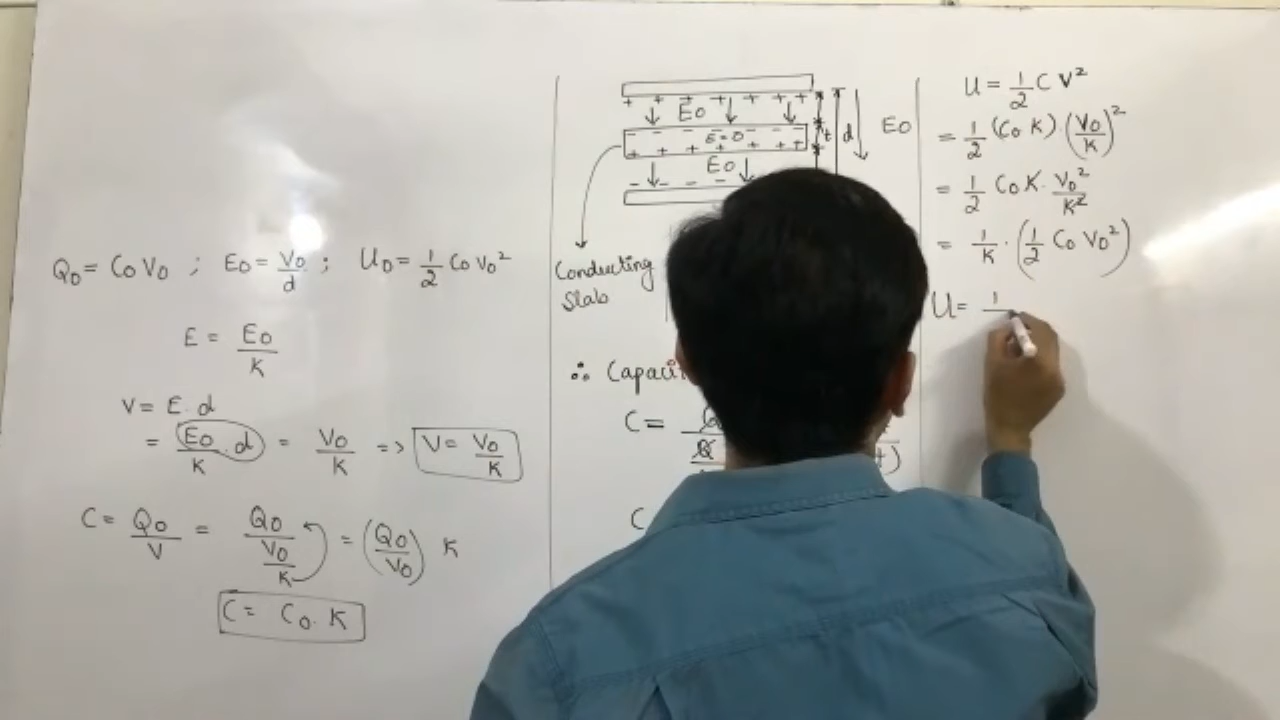 Q₀ = C₀V₀ ; E₀ = V₀/d ; U₀ = 1/2 C₀V₀²
E = E₀/K
V = E.d
= E₀/K . d = V₀/K => V = V₀/K
C = Q₀/V = Q₀/(V₀/K) = (Q₀/V₀) K
C = C₀.K
+ + + + + + +
E₀
t d E₀
- - - - - -
E=0
+ + + + + +
E₀
- - - -
Conducting
Slab
∴ Capaci
C =
t)
C
U = 1/2 C V²
= 1/2 (C₀ K) (V₀/K)²
= 1/2 C₀K. V₀²/K²
= 1/K . (1/2 C₀ V₀²)
U = 1